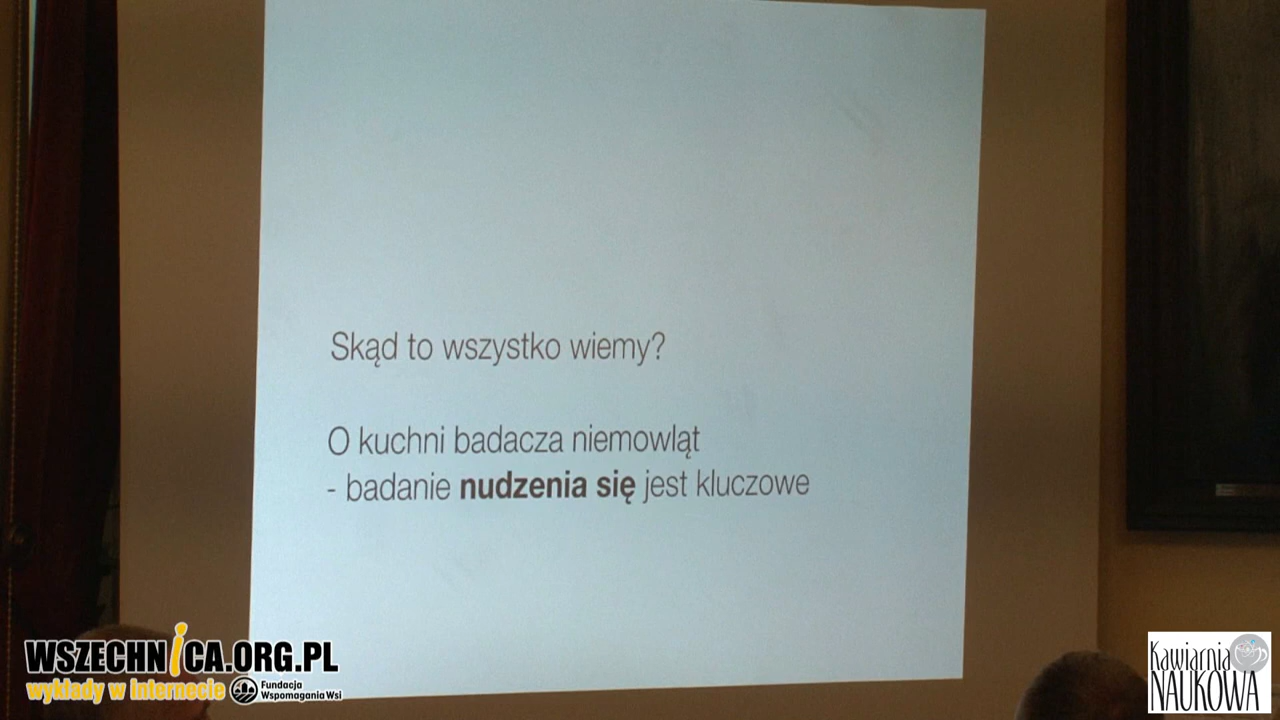 Skąd to wszystko wiemy?
O kuchni badacza niemowląt
- badanie nudzenia się jest kluczowe
WSZECHNICA.ORG.PL
wykłady w internecie
Fundacja
Wspomagania Wsi
Kawiarnia
NAUKOWA